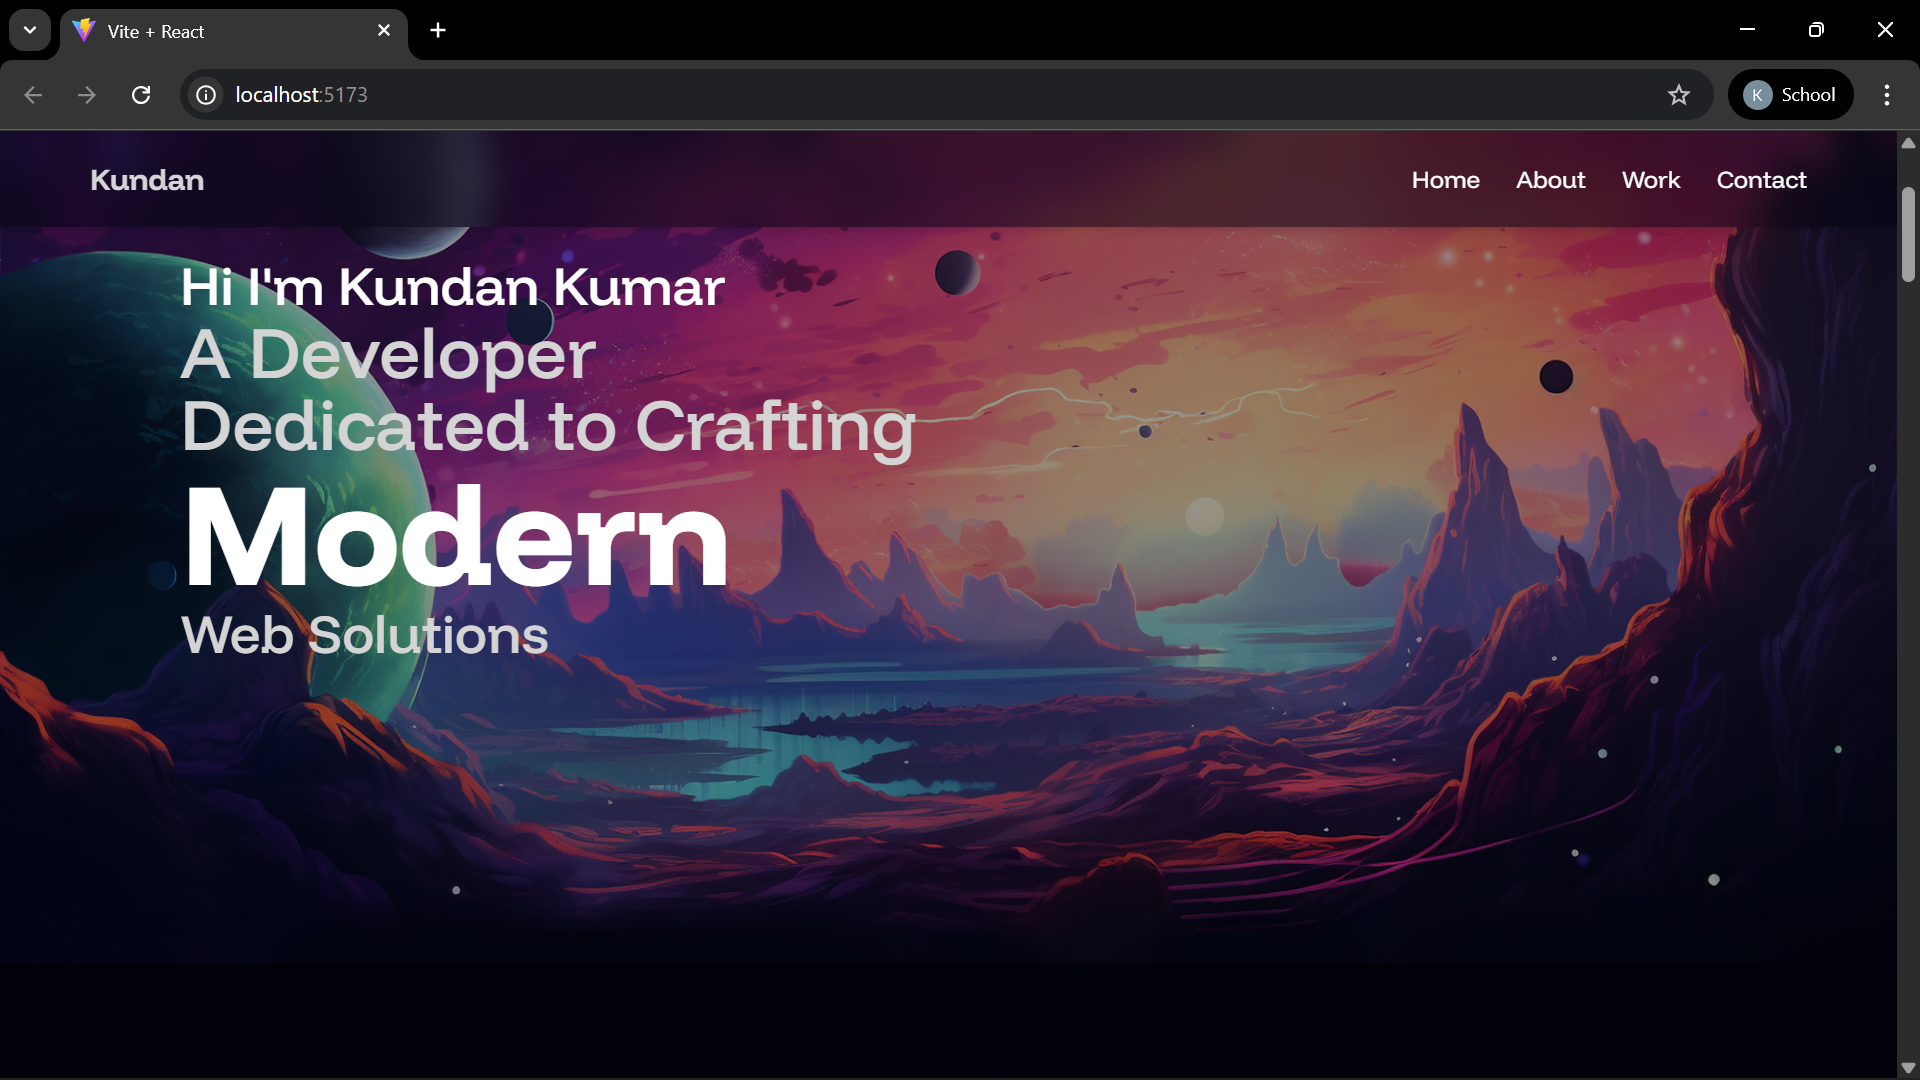 Vite + React
localhost:5173
K School
Kundan
Home About Work Contact
Hi I'm Kundan Kumar
A Developer
Dedicated to Crafting
Modern
Web Solutions